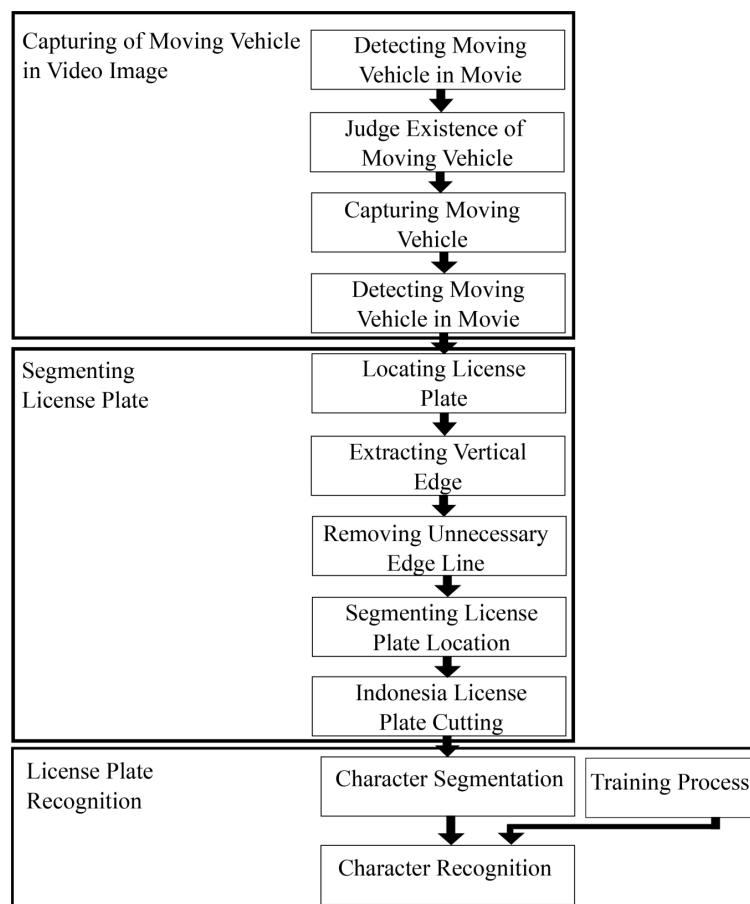 Capturing of Moving Vehicle
in Video Image
Detecting Moving
Vehicle in Movie
Judge Existence of
Moving Vehicle
Capturing Moving
Vehicle
Detecting Moving
Vehicle in Movie
Segmenting
License Plate
Locating License
Plate
Extracting Vertical
Edge
Removing Unnecessary
Edge Line
Segmenting License
Plate Location
Indonesia License
Plate Cutting
License Plate
Recognition
Character Segmentation
Training Process
Character Recognition